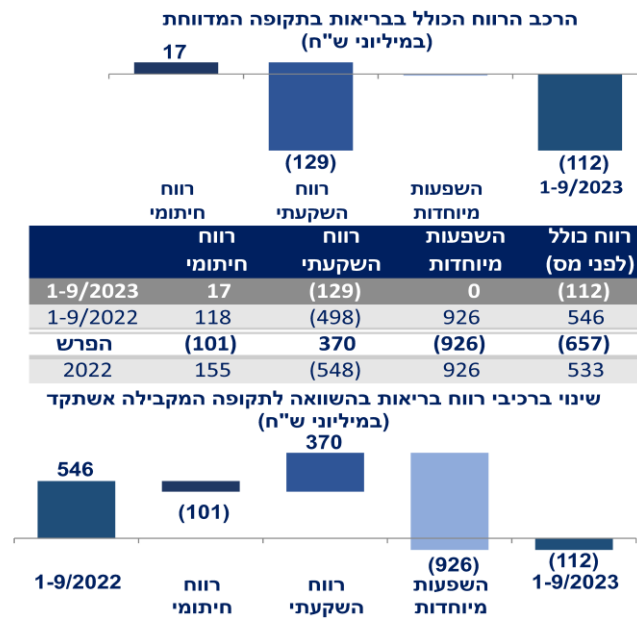 הרכב הרווח הכולל בבריאות בתקופה המדווחת
(במיליוני ש"ח)
17
(129)
(112)
רווח חיתומי
רווח השקעתי
השפעות מיוחדות
1-9/2023
רווח חיתומי רווח השקעתי השפעות מיוחדות רווח כולל (לפני מס)
1-9/2023 17 (129) 0 (112)
1-9/2022 118 (498) 926 546
הפרש (101) 370 (926) (657)
2022 155 (548) 926 533
שינוי ברכיבי רווח בריאות בהשוואה לתקופה המקבילה אשתקד
(במיליוני ש"ח)
546
(101)
370
(926)
(112)
1-9/2022
רווח חיתומי
רווח השקעתי
השפעות מיוחדות
1-9/2023